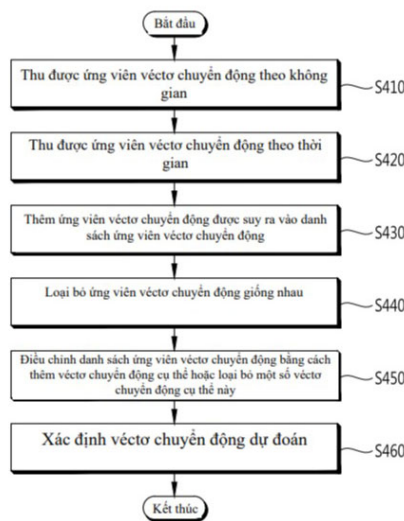 Bắt đầu
Thu được ứng viên véctơ chuyển động theo không
gian
S410
Thu được ứng viên véctơ chuyển động theo thời
gian
S420
Thêm ứng viên véctơ chuyển động được suy ra vào danh
sách ứng viên véctơ chuyển động
S430
Loại bỏ ứng viên véctơ chuyển động giống nhau
S440
Điều chỉnh danh sách ứng viên véctơ chuyển động bằng cách
thêm véctơ chuyển động cụ thể hoặc loại bỏ một số véctơ
chuyển động cụ thể này
S450
Xác định véctơ chuyển động dự đoán
S460
Kết thúc